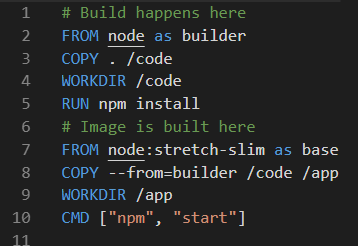 1 # Build happens here
2 FROM node as builder
3 COPY . /code
4 WORKDIR /code
5 RUN npm install
6 # Image is built here
7 FROM node:stretch-slim as base
8 COPY --from=builder /code /app
9 WORKDIR /app
10 CMD ["npm", "start"]
11